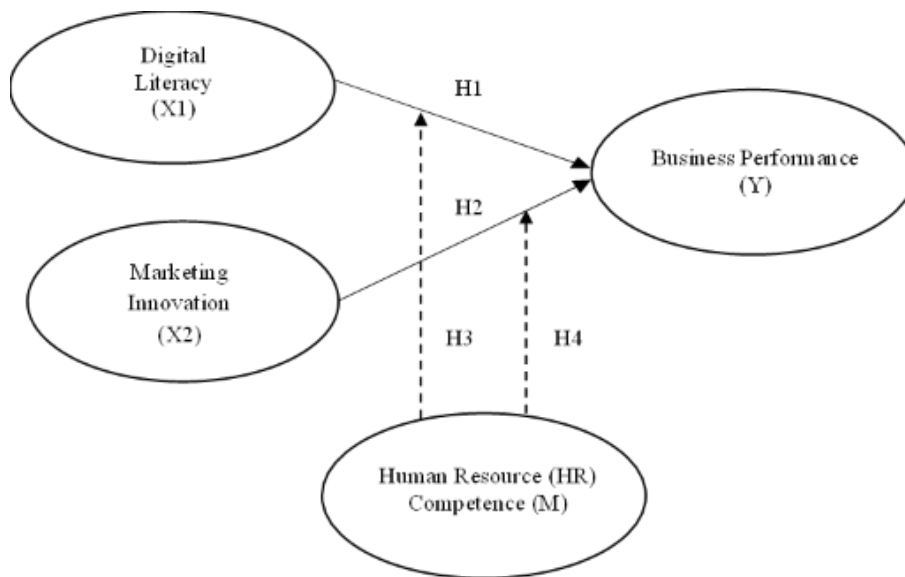 Digital
Literacy
(X1)
H1
Business Performance
(Y)
H2
Marketing
Innovation
(X2)
H3
H4
Human Resource (HR)
Competence (M)